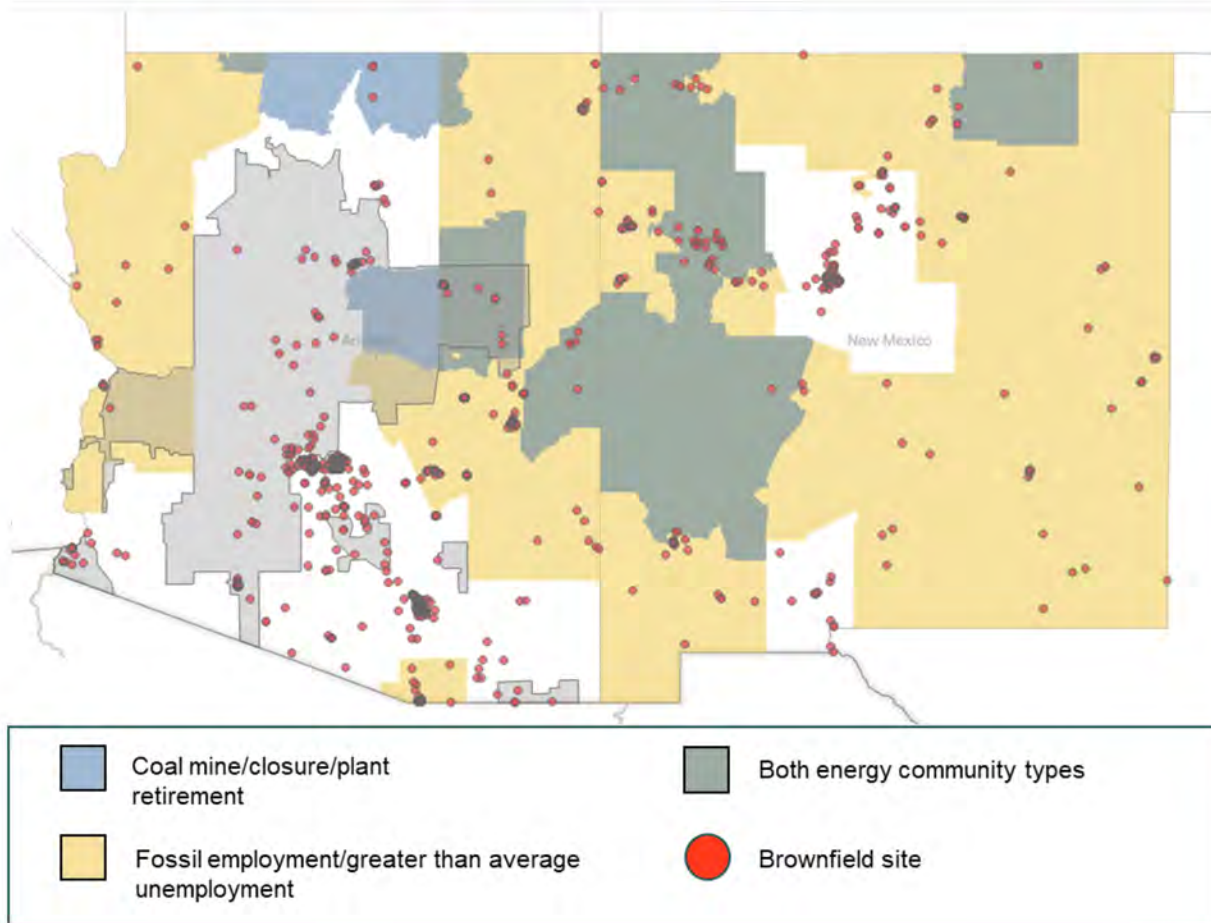 New Mexico
Coal mine/closure/plant
retirement
Both energy community types
Fossil employment/greater than average
unemployment
Brownfield site